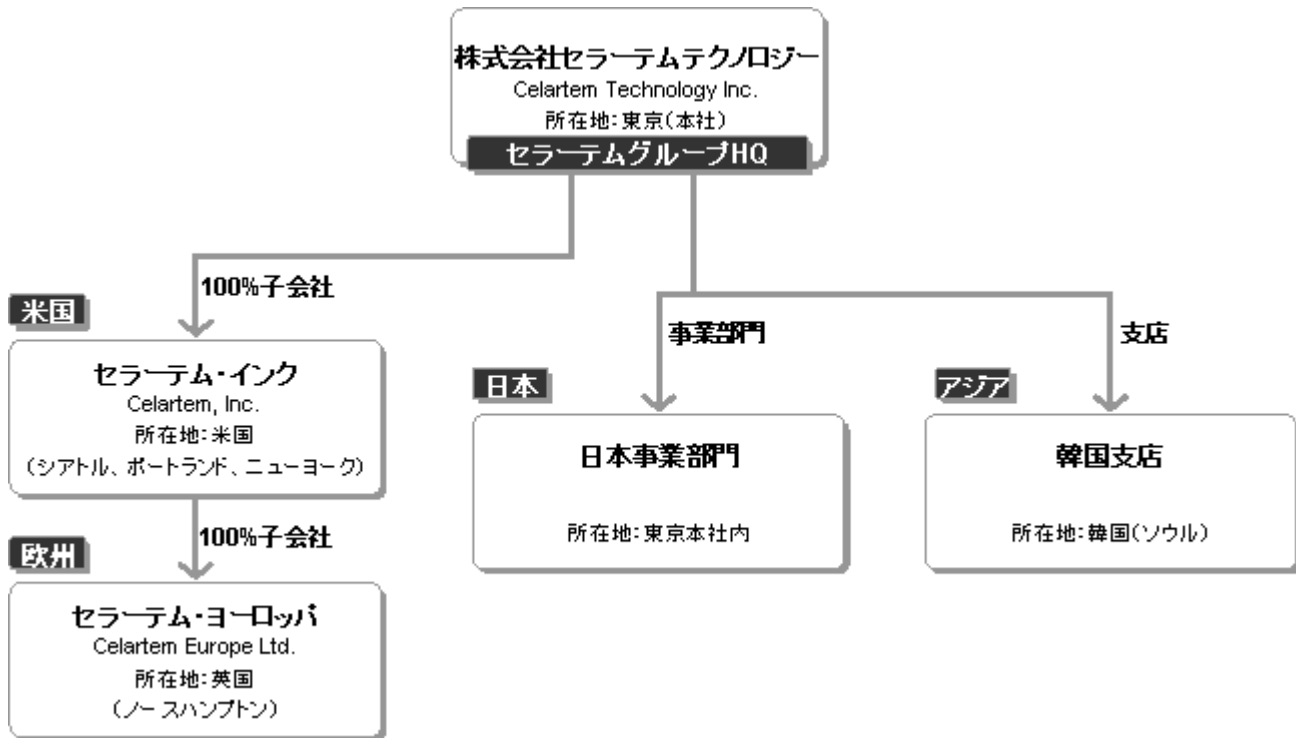 株式会社セラーテムテクノロジー
Celartem Technology Inc.
所在地:東京(本社)
セラーテムグループHQ
100%子会社
米国
セラーテム・インク
Celartem, Inc.
所在地:米国
(シアトル、ポートランド、ニューヨーク)
100%子会社
欧州
セラーテム・ヨーロッパ
Celartem Europe Ltd.
所在地:英国
(ノースハンプトン)
事業部門
日本
日本事業部門
所在地:東京本社内
支店
アジア
韓国支店
所在地:韓国(ソウル)